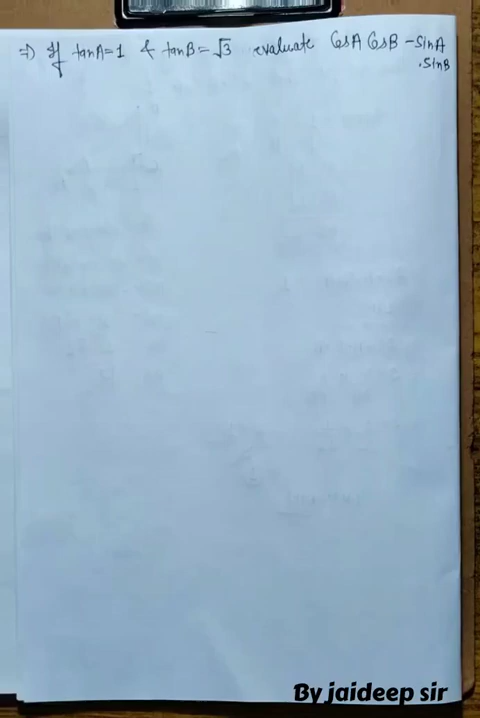 ⇒ If tanA=1 & tanB=√3 evaluate CosA CosB - SinA
.SinB
By jaideep sir